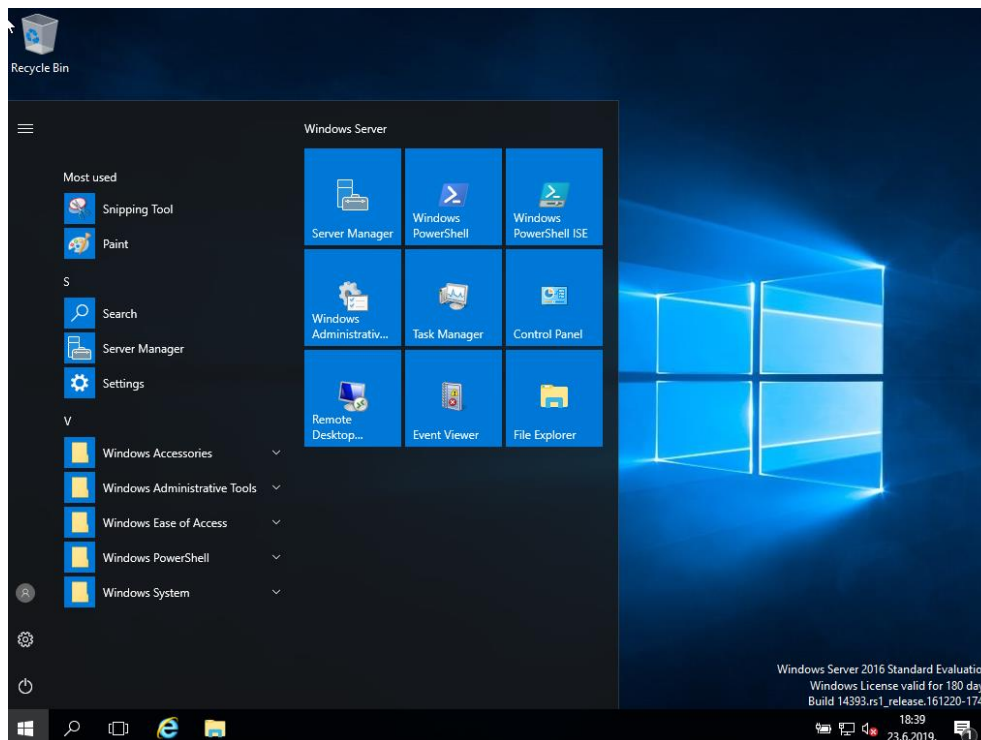 Recycle Bin
Windows Server
Most used
Snipping Tool
Paint
S
Search
Server Manager
Settings
V
Windows Accessories
Windows Administrative Tools
Windows Ease of Access
Windows PowerShell
Windows System
Server Manager
Windows
PowerShell
Windows
PowerShell ISE
Windows
Administrativ...
Task Manager
Control Panel
Remote
Desktop...
Event Viewer
File Explorer
Windows Server 2016 Standard Evaluatio
Windows License valid for 180 day
Build 14393.rs1_release.161220-174
18:39
23.6.2019.
1